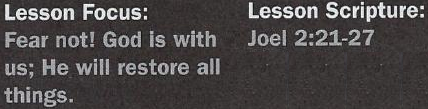 Lesson Focus:
Fear not! God is with
us; He will restore all
things.
Lesson Scripture:
Joel 2:21-27